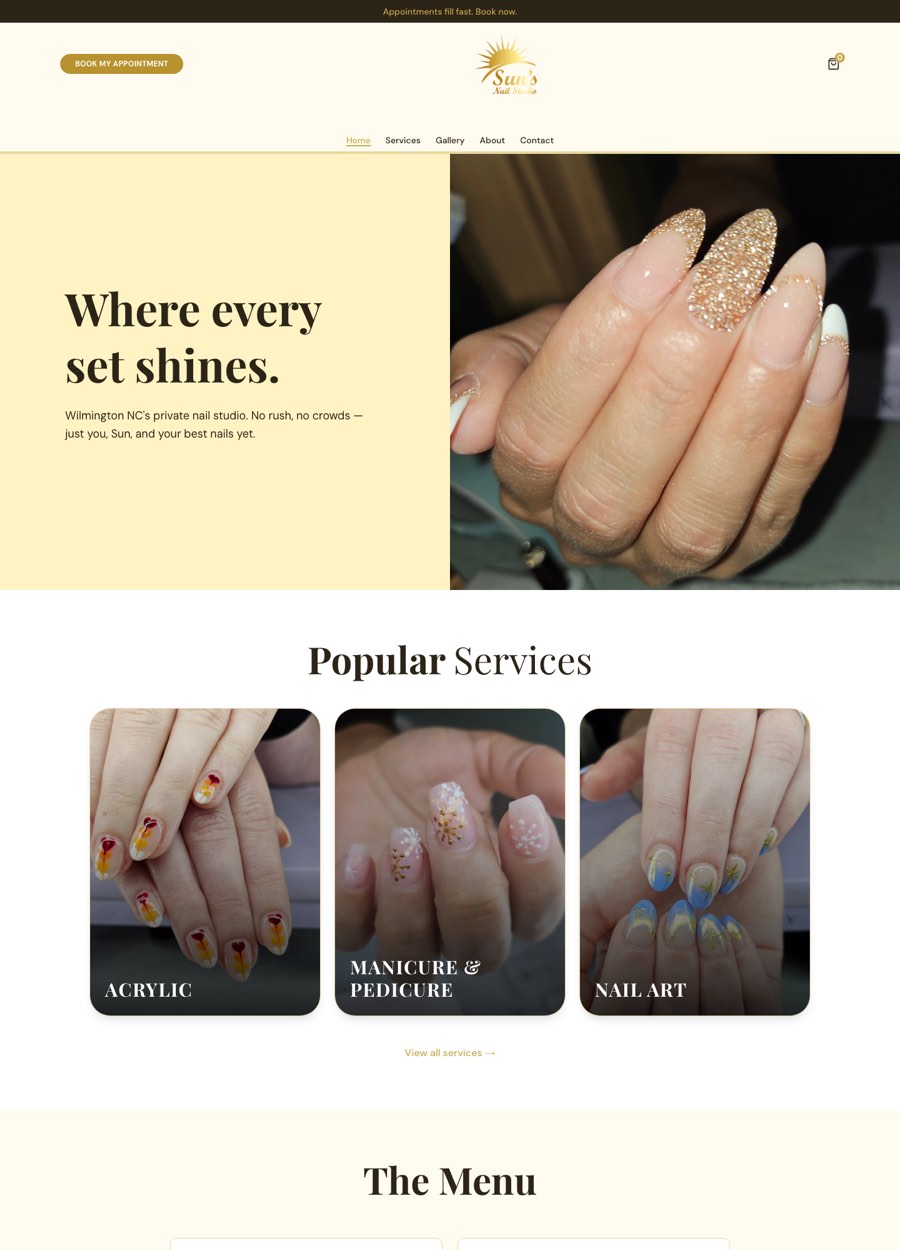 Appointments fill fast. Book now.
BOOK MY APPOINTMENT
Sun's
Nail Studio
0
Home Services Gallery About Contact
Where every
set shines.
Wilmington NC's private nail studio. No rush, no crowds —
just you, Sun, and your best nails yet.
Popular Services
ACRYLIC
MANICURE &
PEDICURE
NAIL ART
View all services →
The Menu